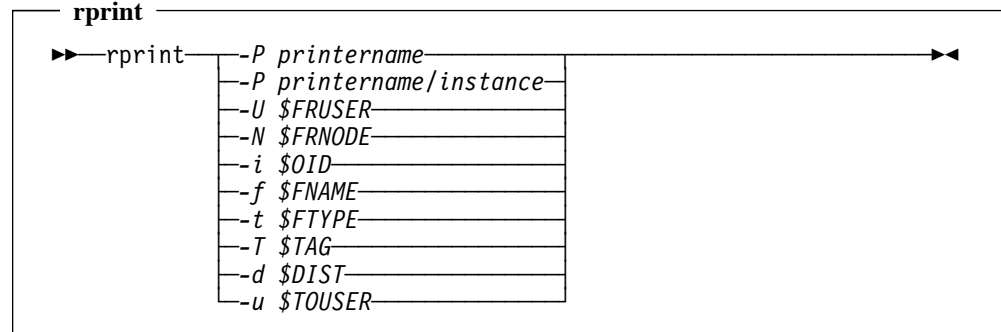 rprint
►►──rprint──┬──-P printername──────────┬──►◄
-P printername/instance
-U $FRUSER
-N $FRNODE
-i $OID
-f $FNAME
-t $FTYPE
-T $TAG
-d $DIST
-u $TOUSER